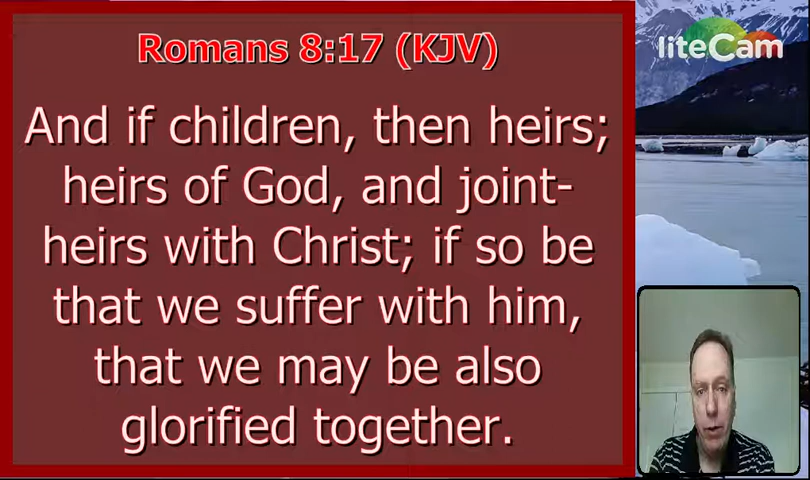 Romans 8:17 (KJV)
liteCam
And if children, then heirs;
heirs of God, and joint-
heirs with Christ; if so be
that we suffer with him,
that we may be also
glorified together.